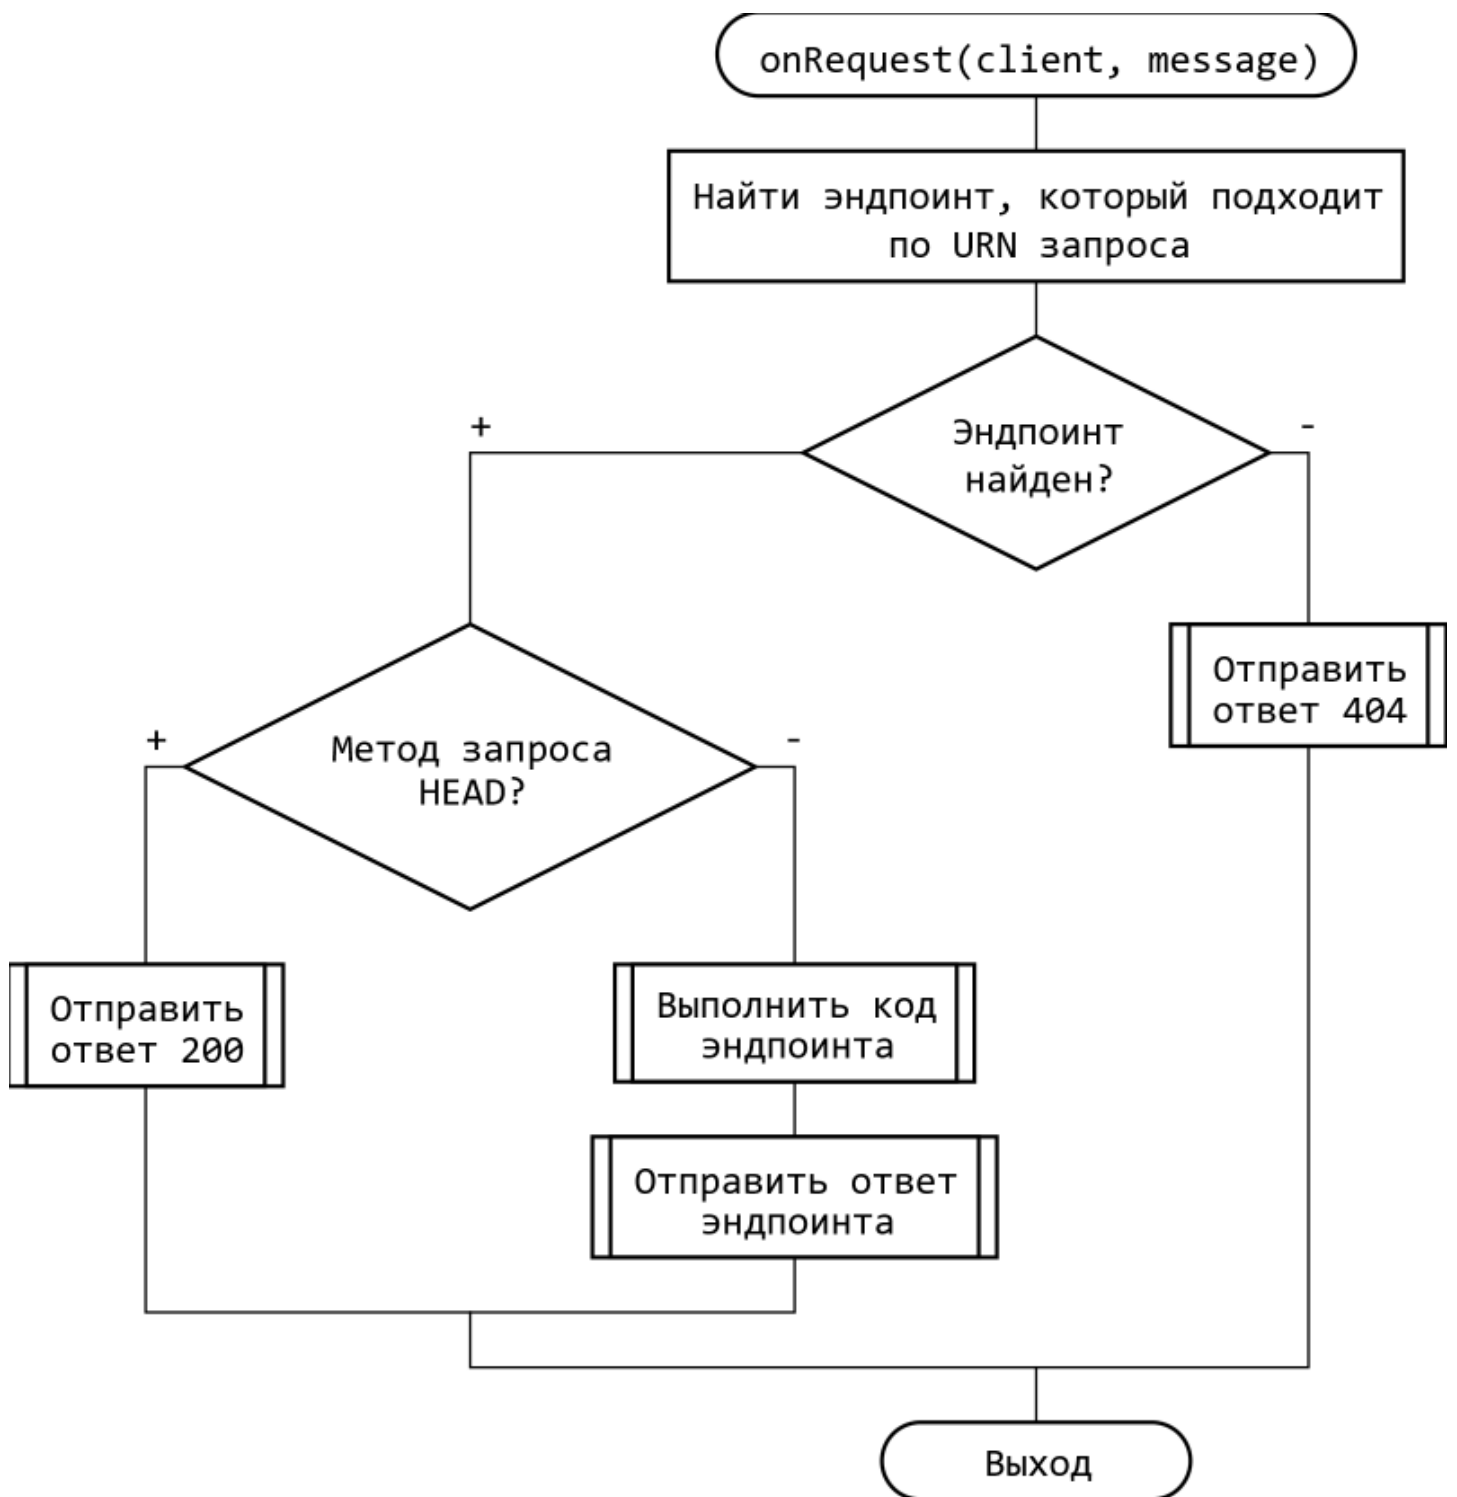 onRequest(client, message)
Найти эндпоинт, который подходит
по URN запроса
Эндпоинт
найден?
+
-
Отправить
ответ 404
Метод запроса
HEAD?
+
-
Отправить
ответ 200
Выполнить код
эндпоинта
Отправить ответ
эндпоинта
Выход